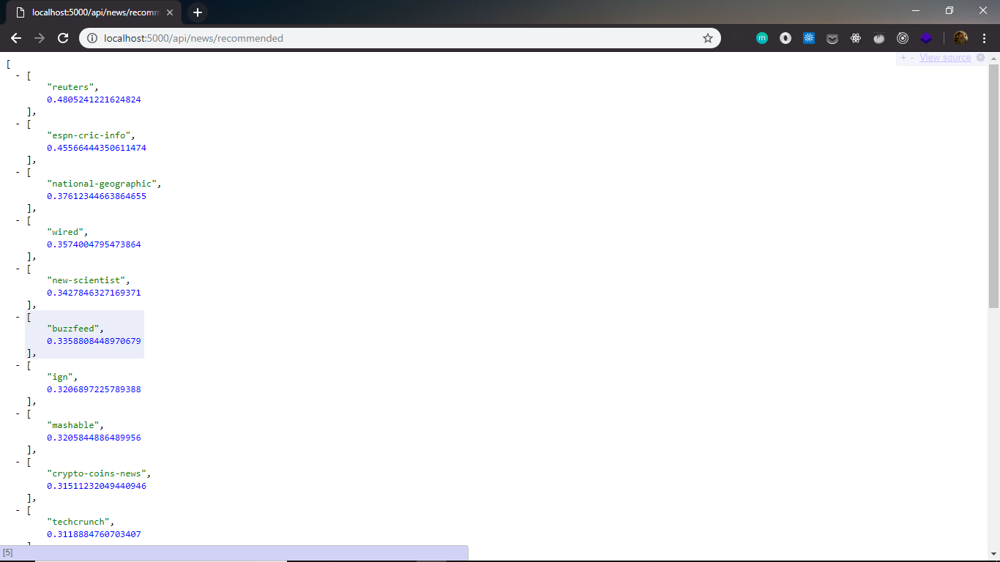 localhost:5000/api/news/recomm
localhost:5000/api/news/recommended
m
+ - View source
[
- [
"reuters",
0.4805241221624824
],
- [
"espn-cric-info",
0.45566444350611474
],
- [
"national-geographic",
0.37612344663864655
],
- [
"wired",
0.3574004795473864
],
- [
"new-scientist",
0.3427846327169371
],
- [
"buzzfeed",
0.3358808448970679
],
- [
"ign",
0.3206897225789388
],
- [
"mashable",
0.3205844886489956
],
- [
"crypto-coins-news",
0.31511232049440946
],
- [
"techcrunch",
0.3118884760703407
]
[5]